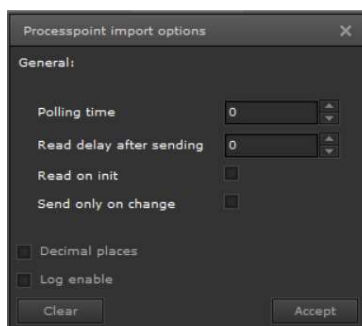 Processpoint import options
General:
Polling time 0
Read delay after sending 0
Read on init
Send only on change
Decimal places
Log enable
Clear Accept